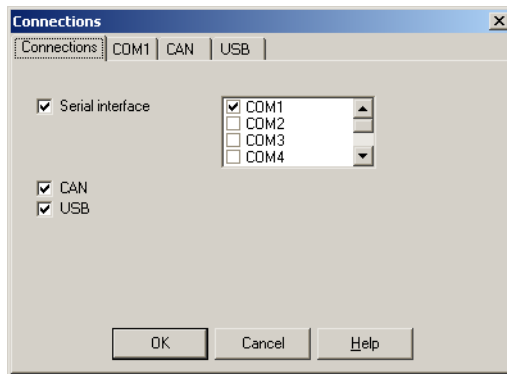 Connections
Connections COM1 CAN USB
Serial interface
COM1
COM2
COM3
COM4
CAN
USB
OK Cancel Help